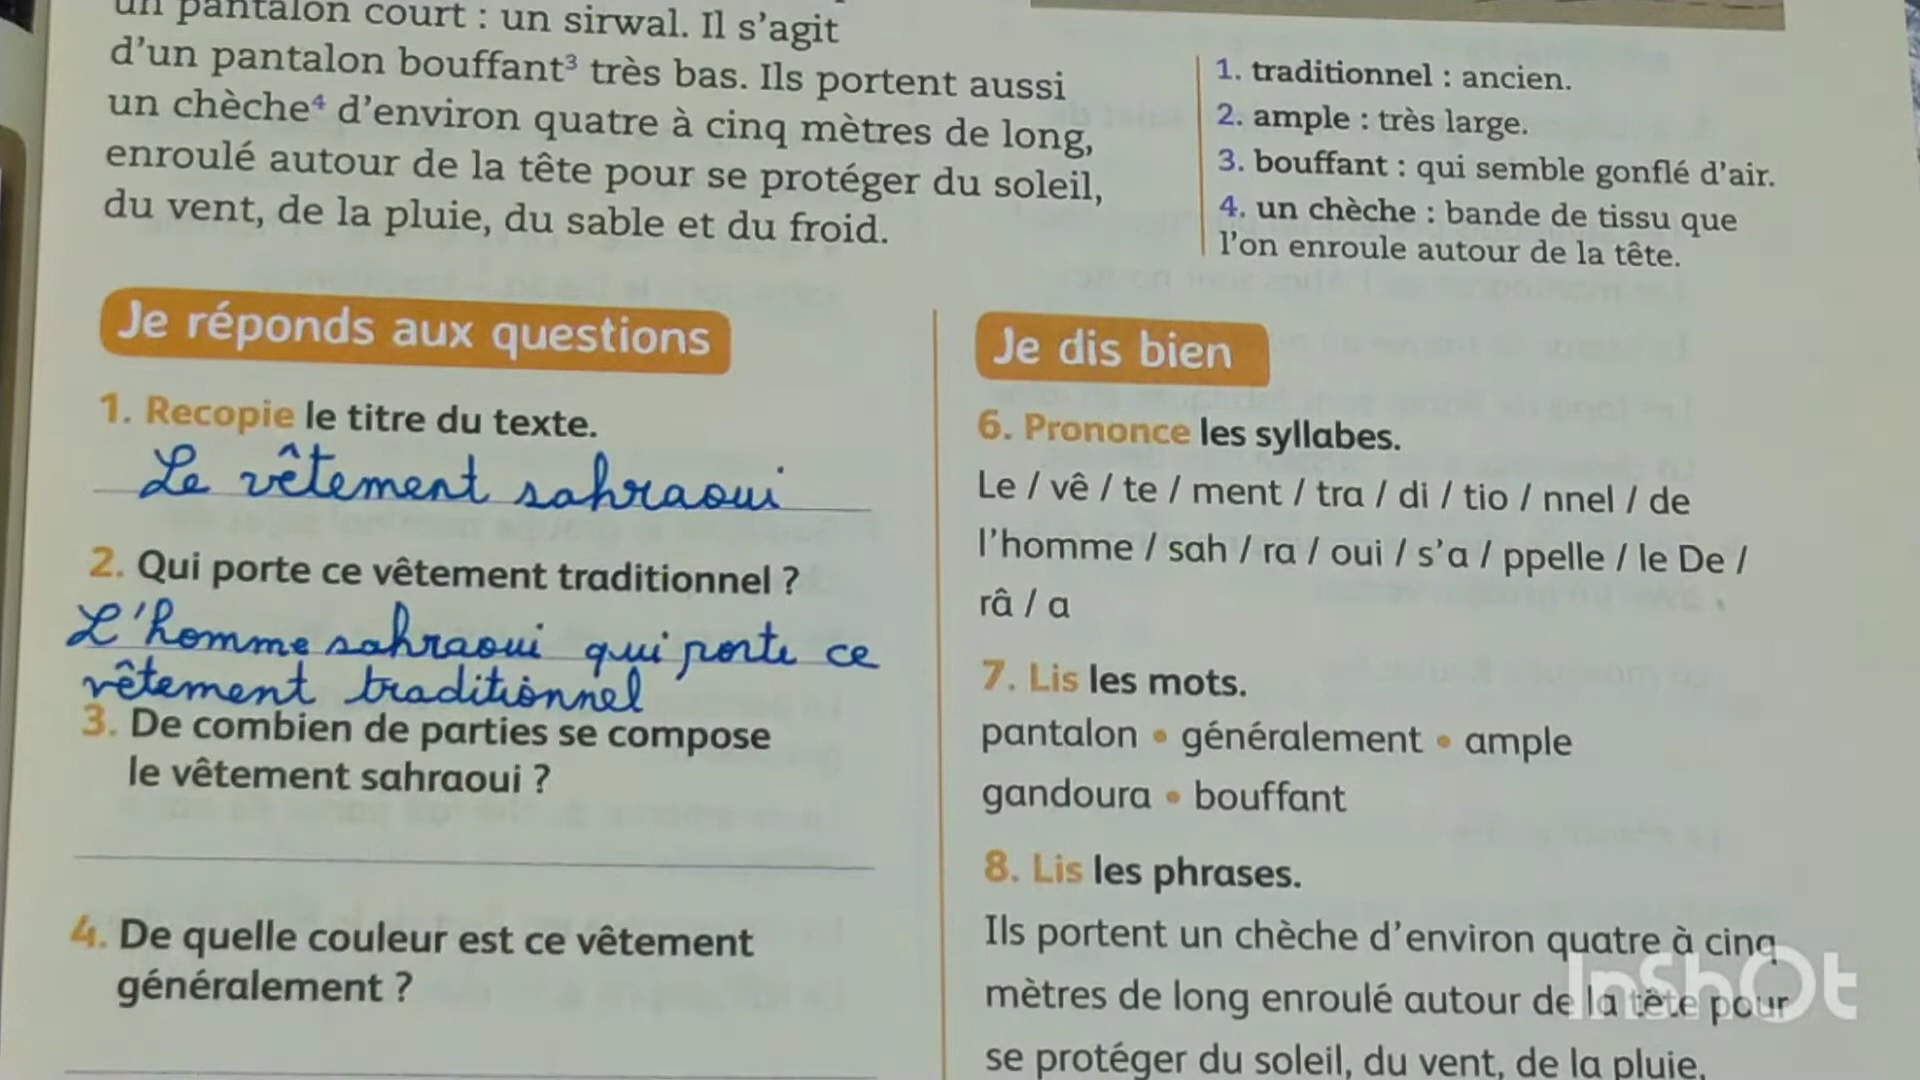 un pantalon court : un sirwal. Il s'agit
d'un pantalon bouffant³ très bas. Ils portent aussi
un chèche⁴ d'environ quatre à cinq mètres de long,
enroulé autour de la tête pour se protéger du soleil,
du vent, de la pluie, du sable et du froid.
1. traditionnel : ancien.
2. ample : très large.
3. bouffant : qui semble gonflé d'air.
4. un chèche : bande de tissu que
l'on enroule autour de la tête.
Je réponds aux questions
1. Recopie le titre du texte.
Le vêtement sahraoui
2. Qui porte ce vêtement traditionnel ?
L'homme sahraoui qui porte ce
vêtement traditionnel
3. De combien de parties se compose
le vêtement sahraoui ?
4. De quelle couleur est ce vêtement
généralement ?
Je dis bien
6. Prononce les syllabes.
Le / vê / te / ment / tra / di / tio / nnel / de
l'homme / sah / ra / oui / s'a / ppelle / le De /
râ / a
7. Lis les mots.
pantalon • généralement • ample
gandoura • bouffant
8. Lis les phrases.
Ils portent un chèche d'environ quatre à cinq
mètres de long enroulé autour de la tête pour
se protéger du soleil, du vent, de la pluie,
InShOt